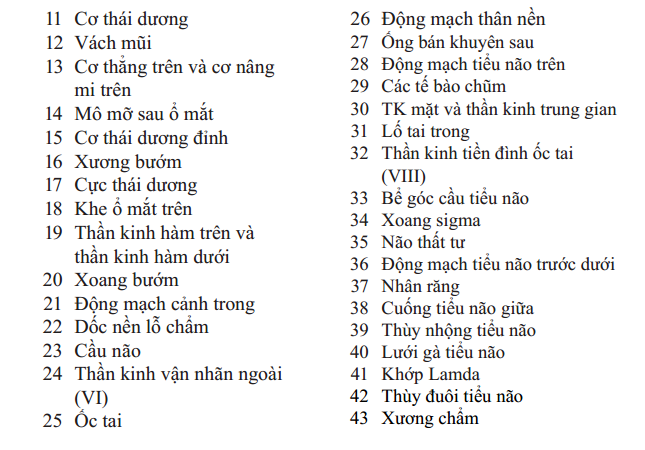 11 Cơ thái dương
12 Vách mũi
13 Cơ thẳng trên và cơ nâng
mi trên
14 Mô mỡ sau ổ mắt
15 Cơ thái dương đỉnh
16 Xương bướm
17 Cực thái dương
18 Khe ổ mắt trên
19 Thần kinh hàm trên và
thần kinh hàm dưới
20 Xoang bướm
21 Động mạch cảnh trong
22 Dốc nền lỗ chẩm
23 Cầu não
24 Thần kinh vận nhãn ngoài
(VI)
25 Ốc tai
26 Động mạch thân nền
27 Ống bán khuyên sau
28 Động mạch tiểu não trên
29 Các tế bào chũm
30 TK mặt và thần kinh trung gian
31 Lố tai trong
32 Thần kinh tiền đình ốc tai
(VIII)
33 Bể góc cầu tiểu não
34 Xoang sigma
35 Não thất tư
36 Động mạch tiểu não trước dưới
37 Nhân răng
38 Cuống tiểu não giữa
39 Thùy nhộng tiểu não
40 Lưới gà tiểu não
41 Khớp Lamda
42 Thùy đuôi tiểu não
43 Xương chẩm